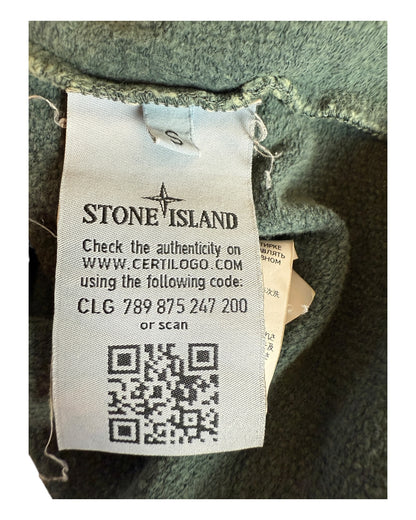 S
STONE ISLAND
Check the authenticity on
WWW.CERTILOGO.COM
using the following code:
CLG 789 875 247 200
or scan